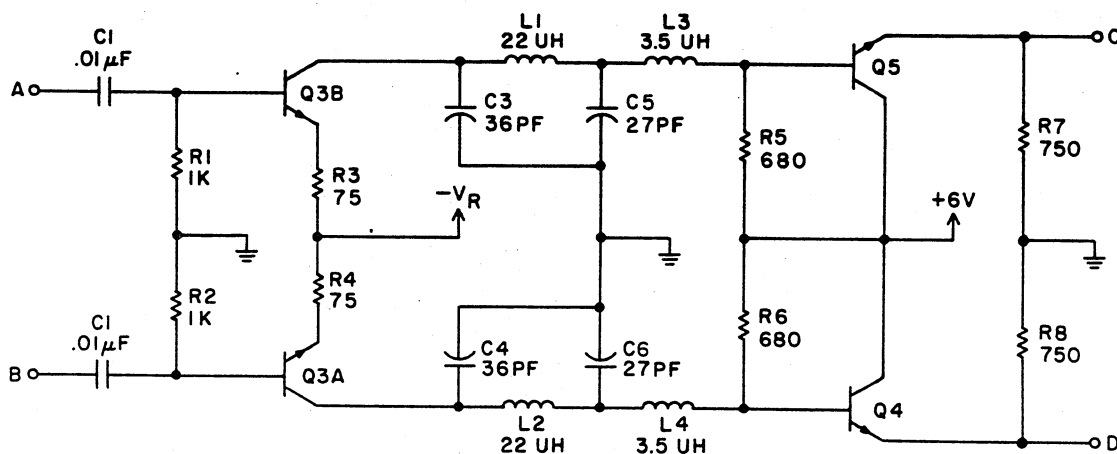 L1
22 UH
L3
3.5 UH
C1
.01µF
A
Q3B
C3
36PF
C5
27PF
Q5
C
R1
1K
R3
75
R5
680
R7
750
-VR
+6V
R4
75
R2
1K
C1
.01µF
B
Q3A
C4
36PF
C6
27PF
R6
680
R8
750
Q4
L2
22 UH
L4
3.5 UH
D